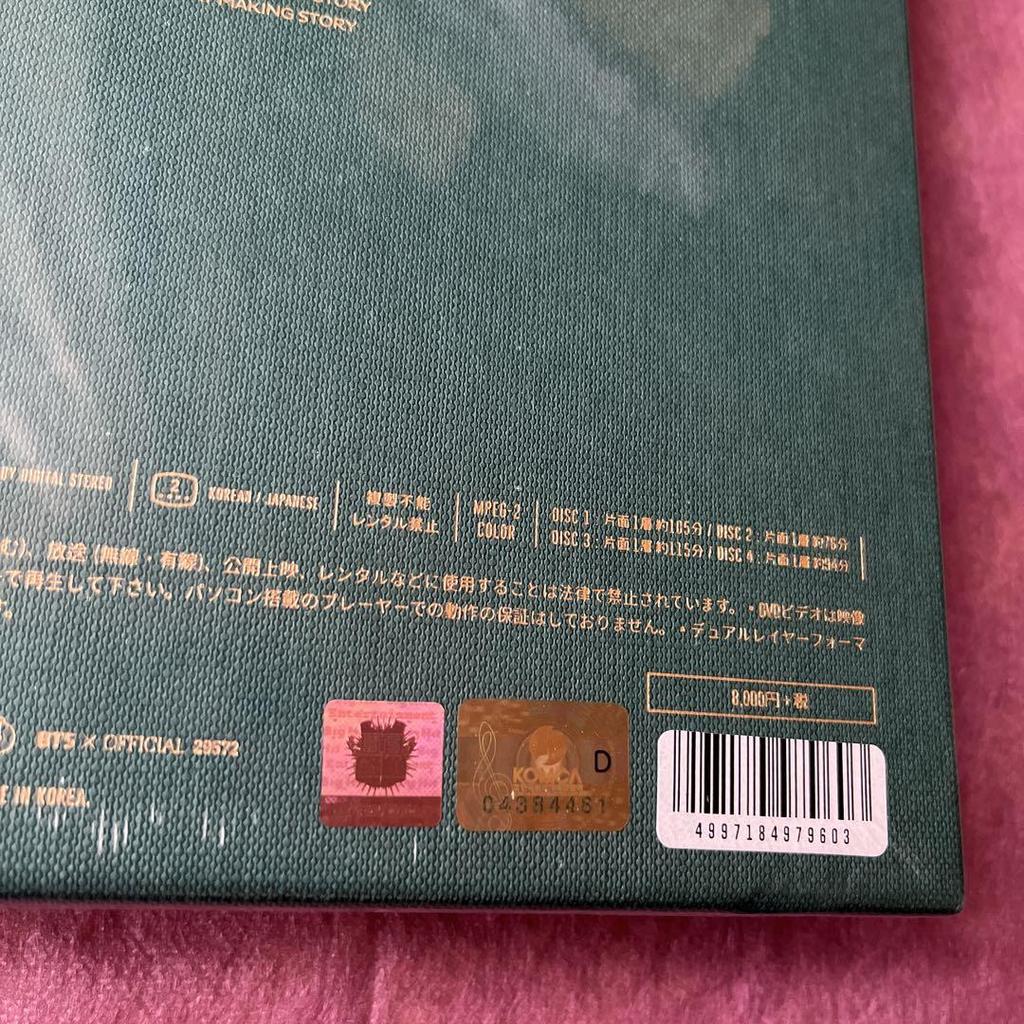 STORY
MAKING STORY
DIGITAL STEREO
2
KOREAN / JAPANESE
複製不能
レンタル禁止
MPEG-2
COLOR
DISC 1 : 片面1層 約105分 / DISC 2 : 片面1層 約76分
DISC 3 : 片面1層 約115分 / DISC 4 : 片面1層 約94分
む)、放送 (無線・有線)、公開上映、レンタルなどに使用することは法律で禁止されています。 • DVDビデオは映像
で再生して下さい。パソコン搭載のプレーヤーでの動作の保証はしておりません。 • デュアルレイヤーフォーマ
8,000円+税
BTS × OFFICIAL 29572
IN KOREA.
KOMCA
D
04384461
4997184979603